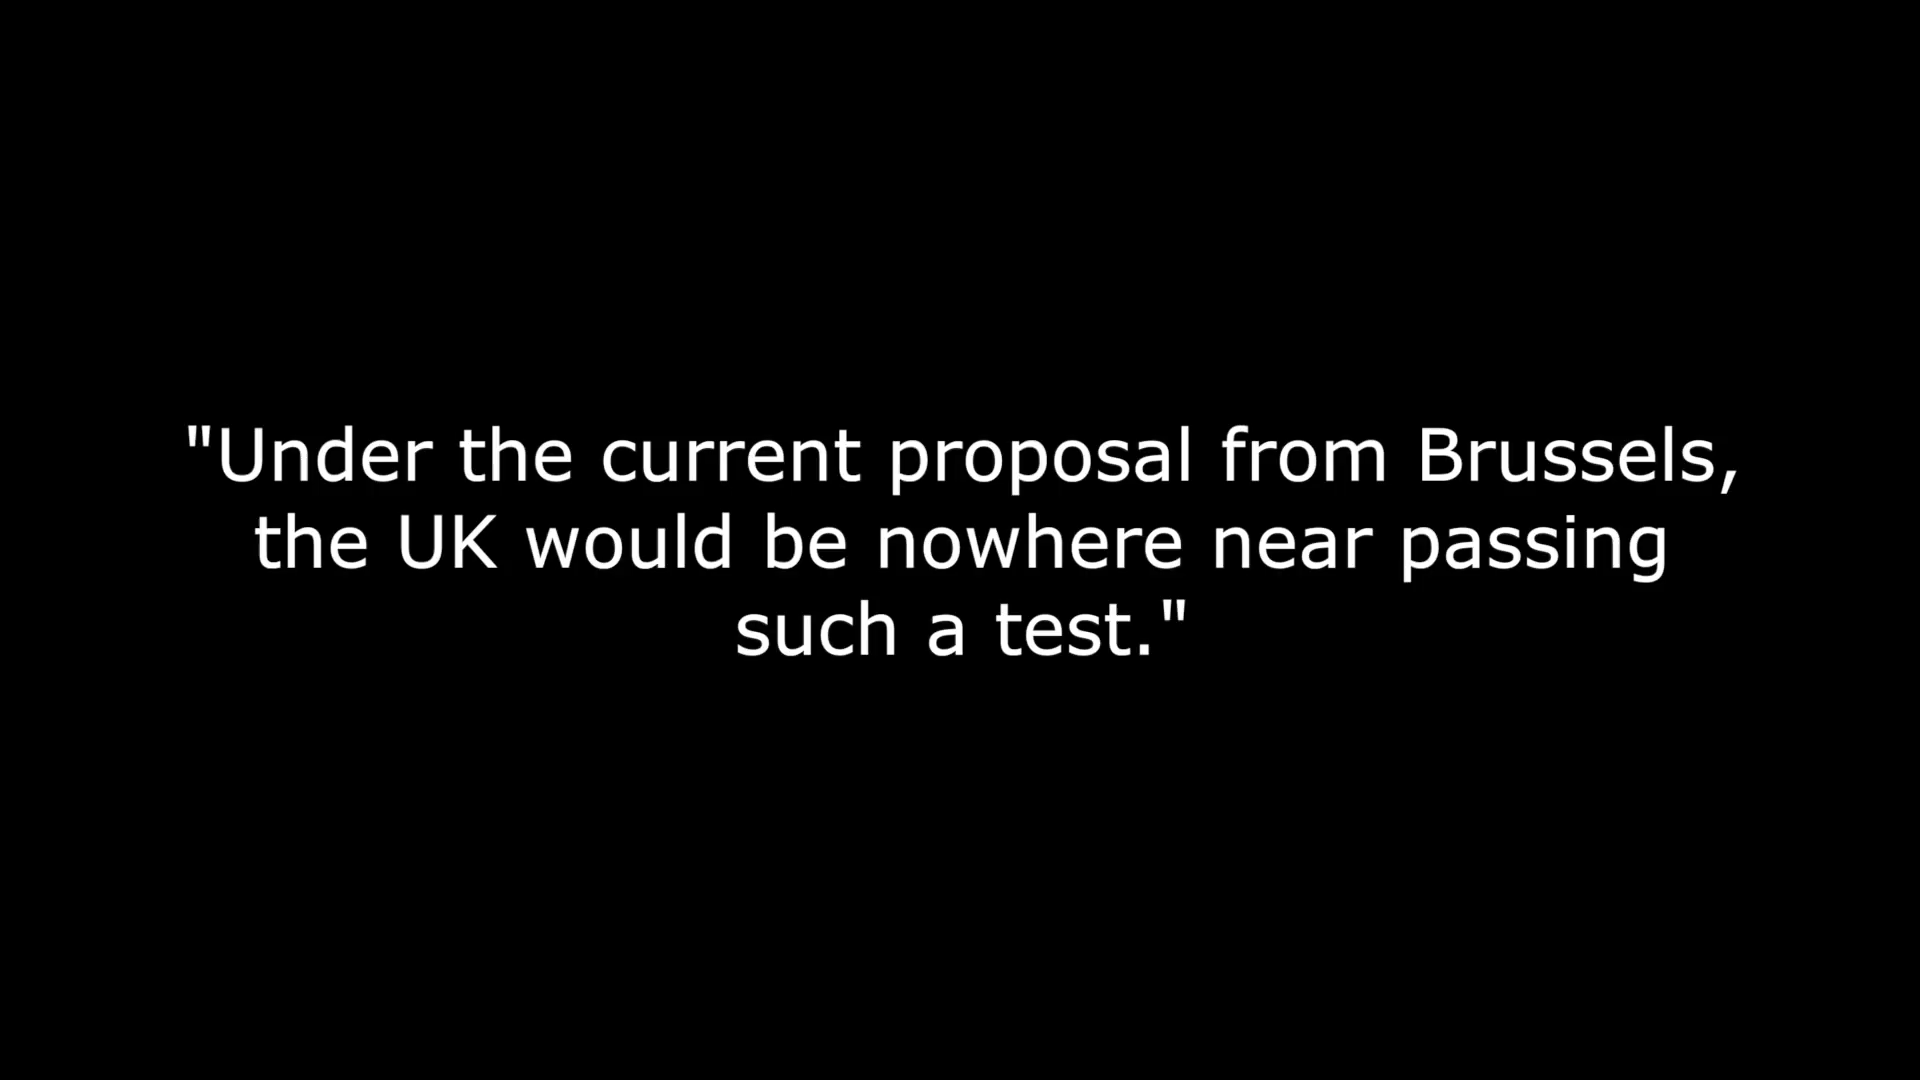 "Under the current proposal from Brussels,
the UK would be nowhere near passing
such a test."